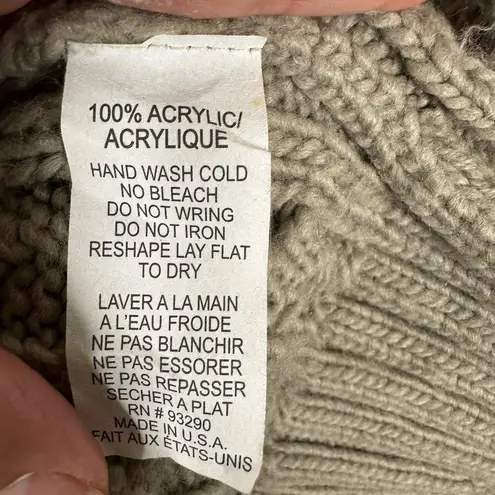 100% ACRYLIC/
ACRYLIQUE
HAND WASH COLD
NO BLEACH
DO NOT WRING
DO NOT IRON
RESHAPE LAY FLAT
TO DRY
LAVER A LA MAIN
A L'EAU FROIDE
NE PAS BLANCHIR
NE PAS ESSORER
NE PAS REPASSER
SECHER A PLAT
RN # 93290
MADE IN U.S.A.
FAIT AUX ÉTATS-UNIS